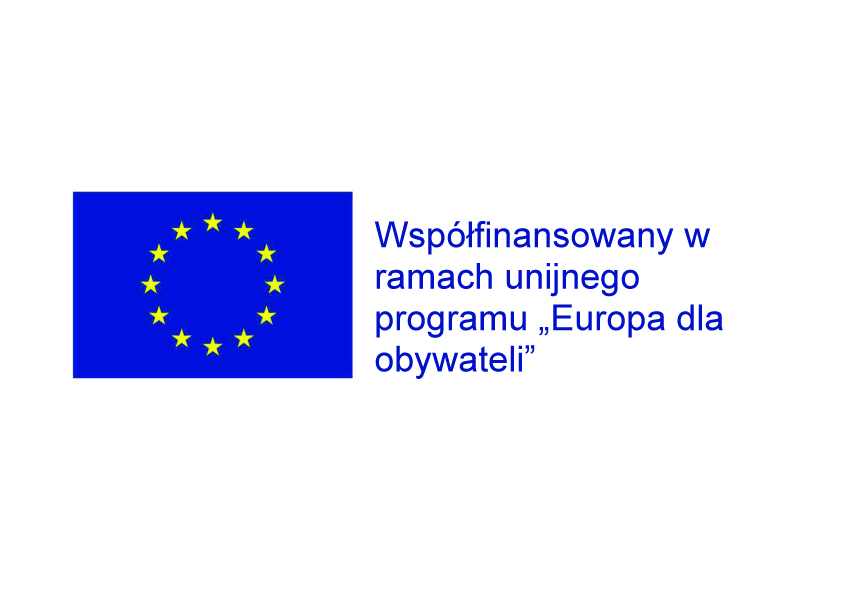 Współfinansowany w
ramach unijnego
programu „Europa dla
obywateli”